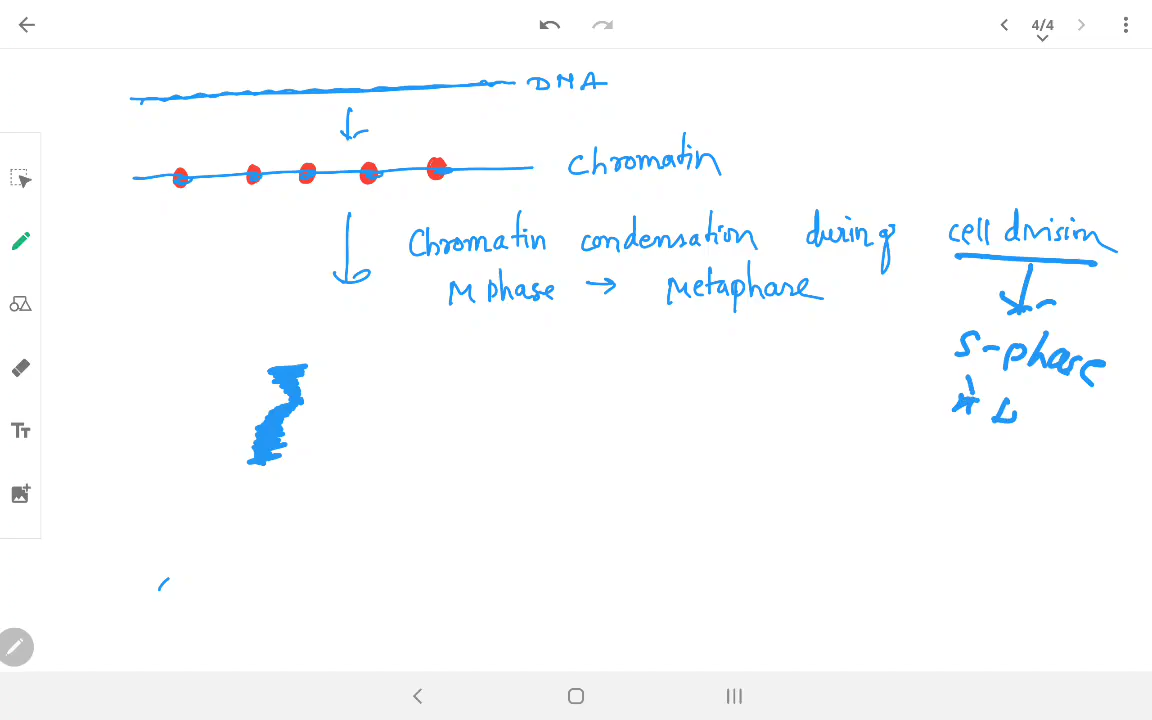 4/4
DNA
Chromatin
Chromatin condensation during cell division
M phase → Metaphase
S-phase